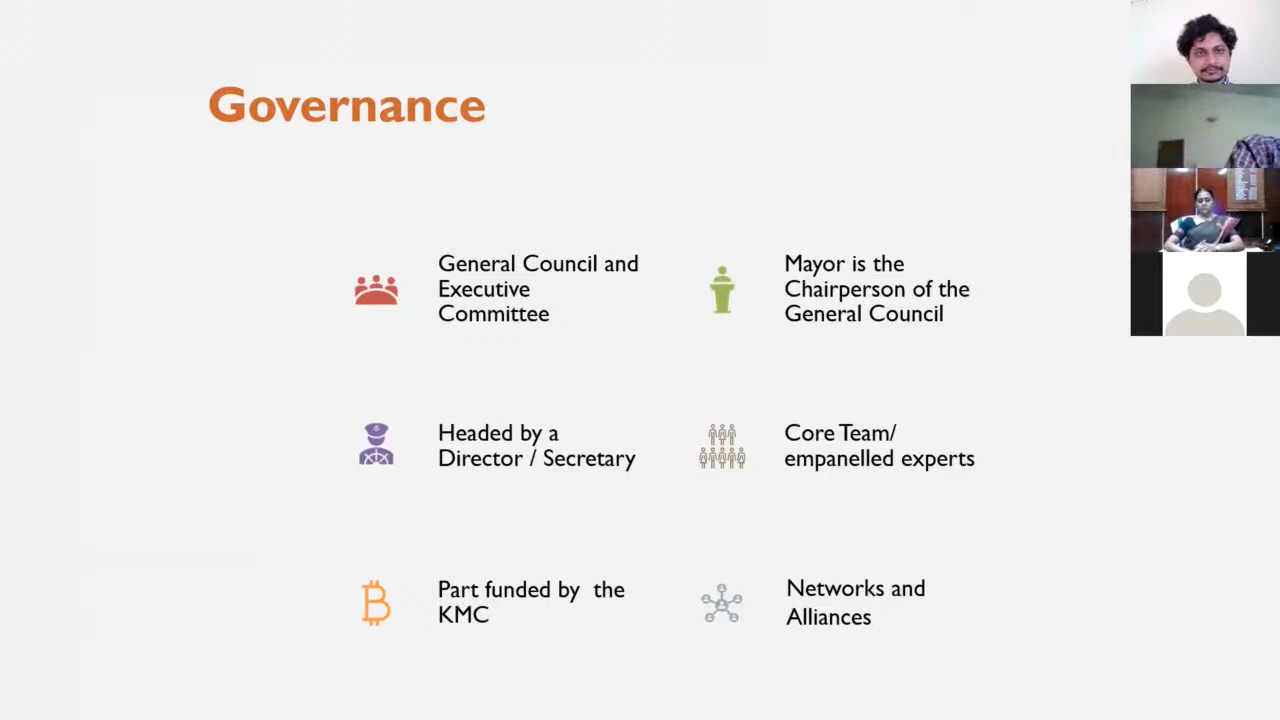 Governance
General Council and
Executive
Committee
Mayor is the
Chairperson of the
General Council
Headed by a
Director / Secretary
Core Team/
empanelled experts
Part funded by  the
KMC
Networks and
Alliances